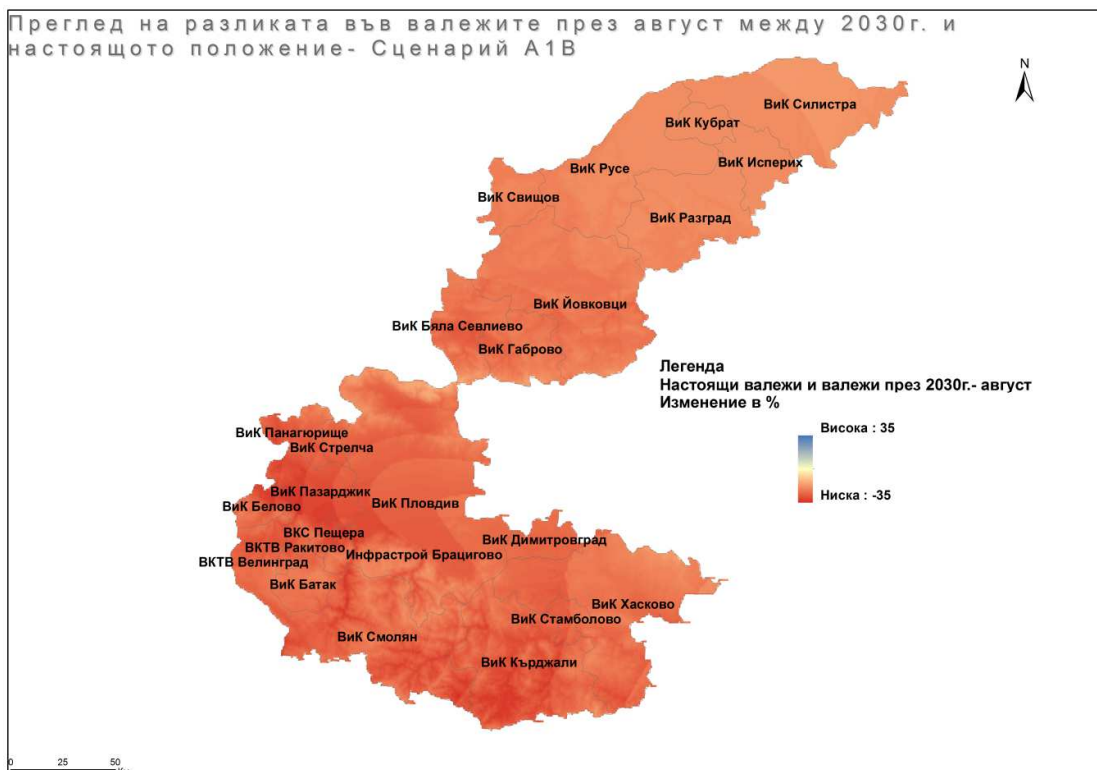 Преглед на разликата във валежите през август между 2030г. и
настоящото положение- Сценарий А1В
N
ВиК Силистра
ВиК Кубрат
ВиК Исперих
ВиК Русе
ВиК Свищов
ВиК Разград
ВиК Йовковци
ВиК Бяла Севлиево
ВиК Габрово
Легенда
Настоящи валежи и валежи през 2030г.- август
Изменение в %
Висока : 35
Ниска : -35
ВиК Панагюрище
ВиК Стрелча
ВиК Пазарджик
ВиК Белово
ВиК Пловдив
ВКС Пещера
ВиК Димитровград
ВКТВ Ракитово
Инфрастрой Брацигово
ВКТВ Велинград
ВиК Батак
ВиК Хасково
ВиК Стамболово
ВиК Смолян
ВиК Кърджали
0 25 50